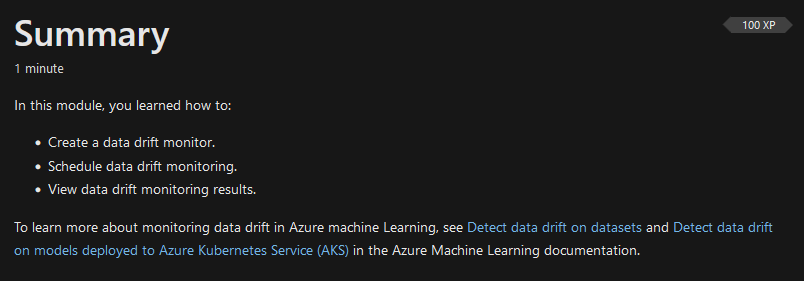 Summary
100 XP
1 minute
In this module, you learned how to:
• Create a data drift monitor.
• Schedule data drift monitoring.
• View data drift monitoring results.
To learn more about monitoring data drift in Azure machine Learning, see Detect data drift on datasets and Detect data drift
on models deployed to Azure Kubernetes Service (AKS) in the Azure Machine Learning documentation.